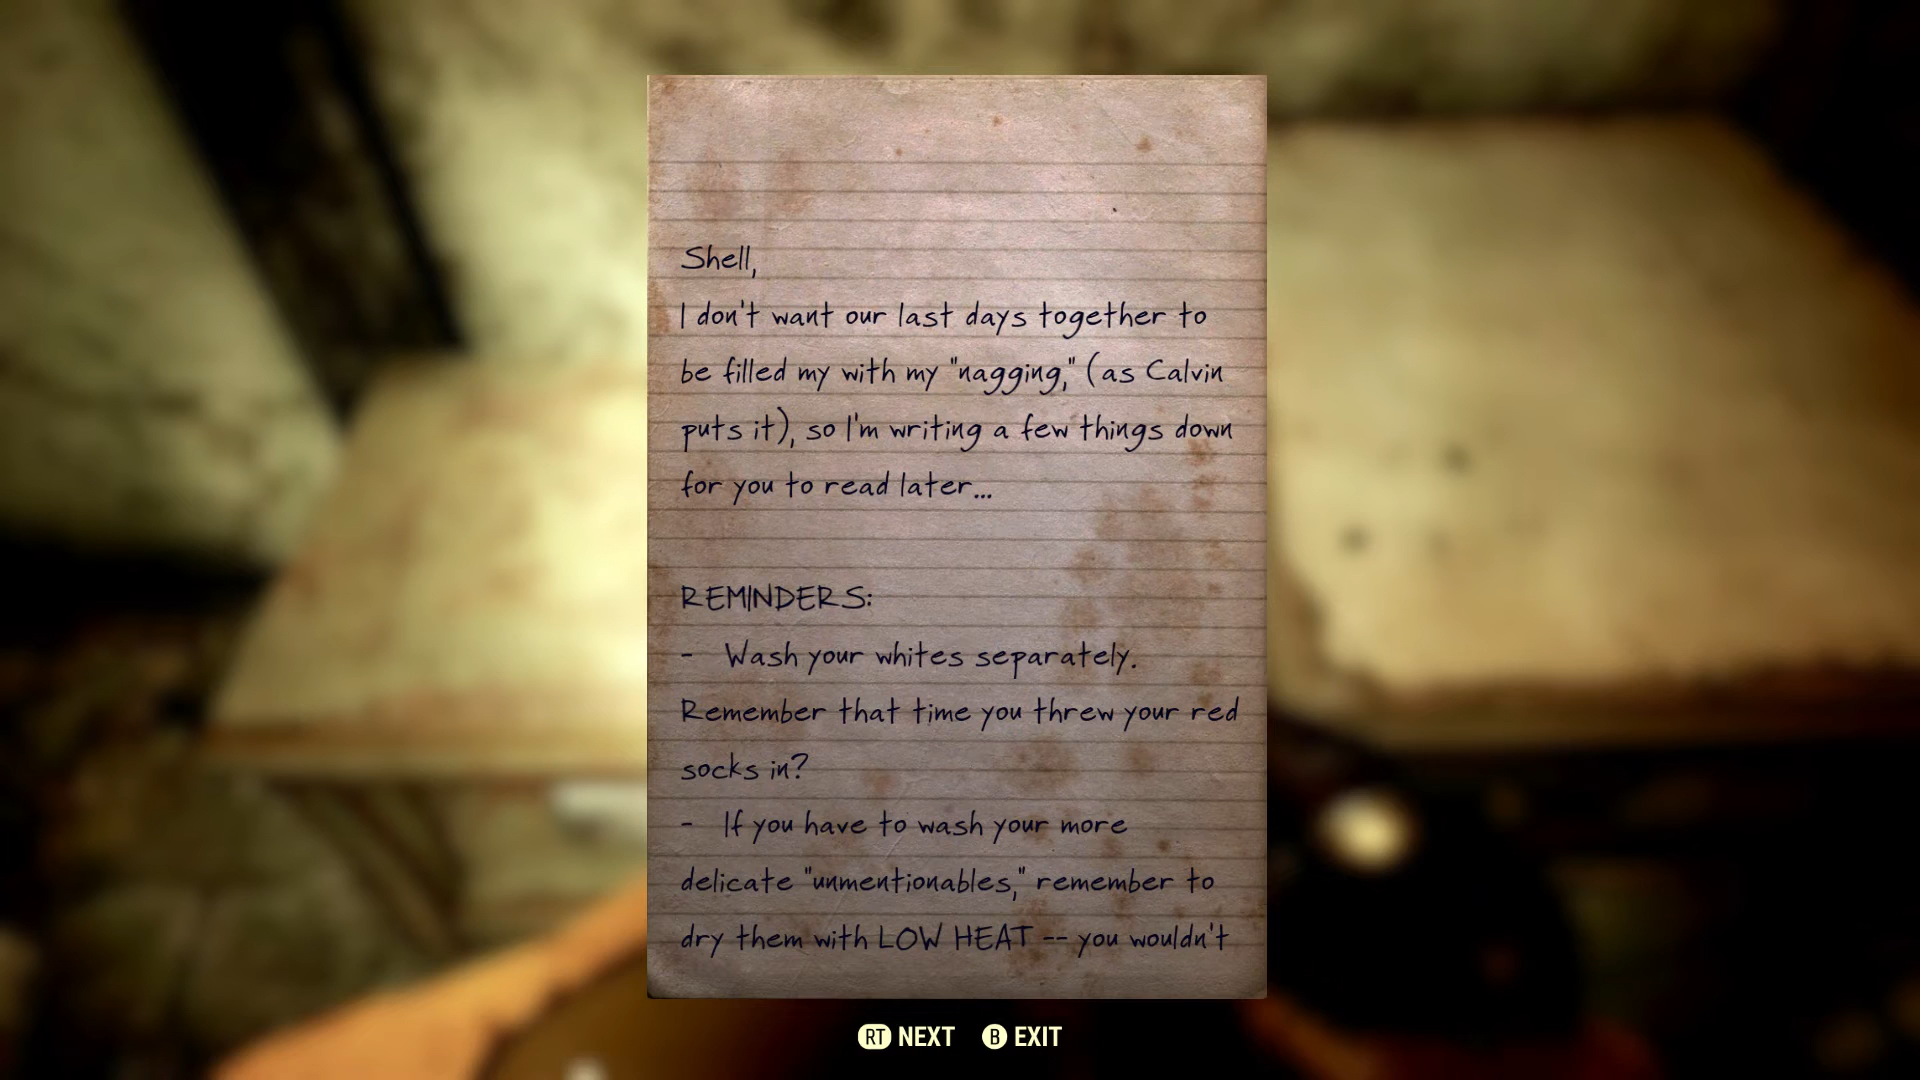 Shell,
I don't want our last days together to
be filled my with my "nagging," (as Calvin
puts it), so I'm writing a few things down
for you to read later...
REMINDERS:
- Wash your whites separately.
Remember that time you threw your red
socks in?
- If you have to wash your more
delicate "unmentionables," remember to
dry them with LOW HEAT -- you wouldn't
RT NEXT B EXIT